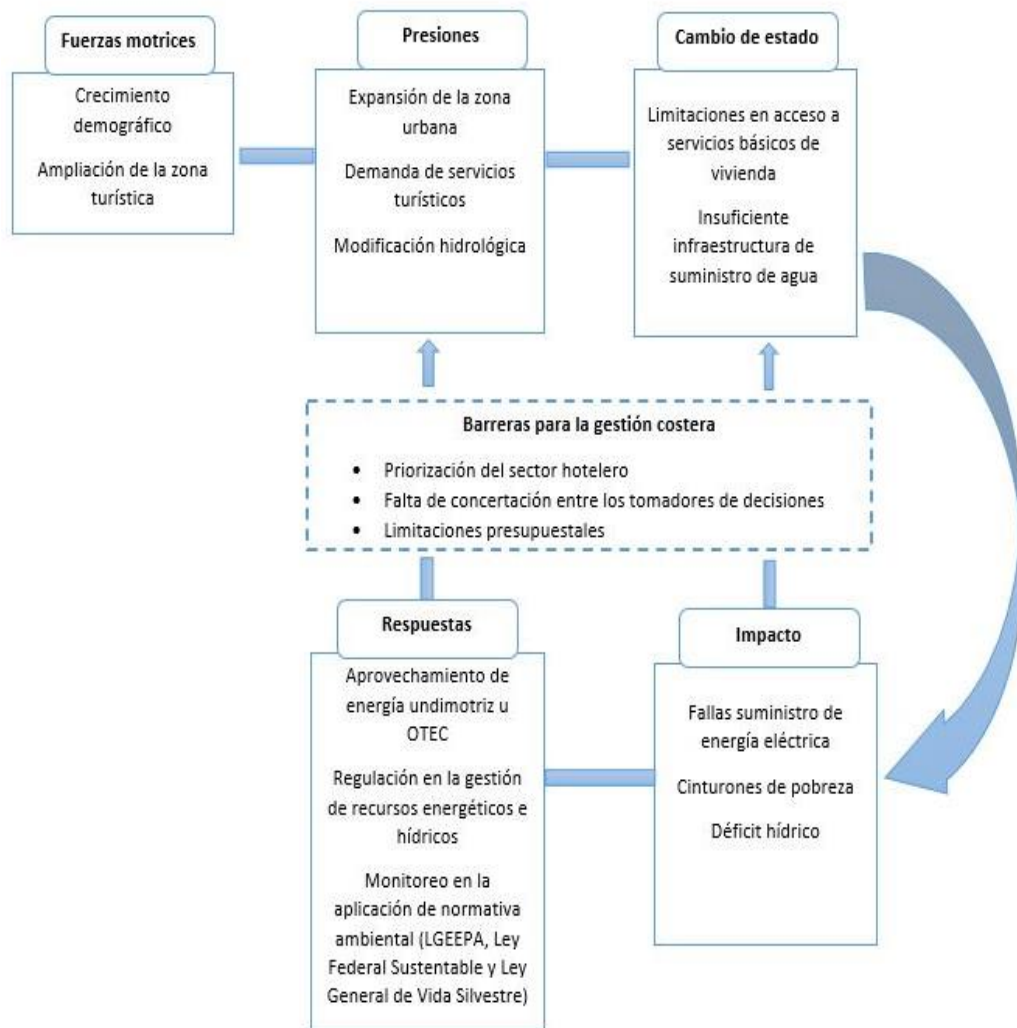 Fuerzas motrices
Crecimiento
demográfico
Ampliación de la zona
turística
Presiones
Expansión de la zona
urbana
Demanda de servicios
turísticos
Modificación hidrológica
Cambio de estado
Limitaciones en acceso a
servicios básicos de
vivienda
Insuficiente
infraestructura de
suministro de agua
Barreras para la gestión costera
• Priorización del sector hotelero
• Falta de concertación entre los tomadores de decisiones
• Limitaciones presupuestales
Respuestas
Aprovechamiento de
energía undimotriz u
OTEC
Regulación en la gestión
de recursos energéticos e
hídricos
Monitoreo en la
aplicación de normativa
ambiental (LGEEPA, Ley
Federal Sustentable y Ley
General de Vida Silvestre)
Impacto
Fallas suministro de
energía eléctrica
Cinturones de pobreza
Déficit hídrico